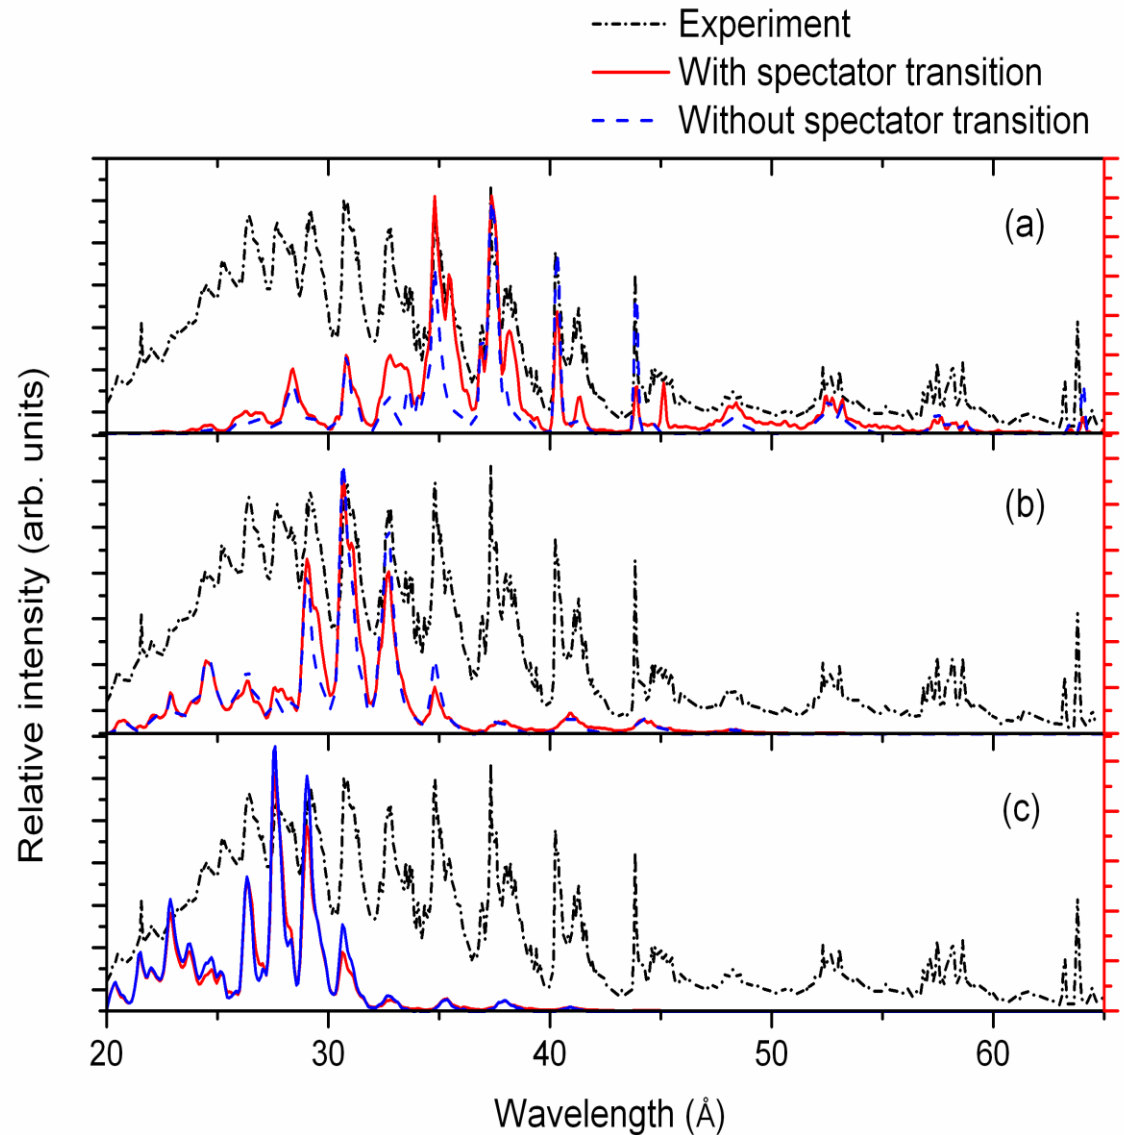 Experiment
With spectator transition
Without spectator transition
(a)
(b)
(c)
Relative intensity (arb. units)
20 30 40 50 60
Wavelength (Å)